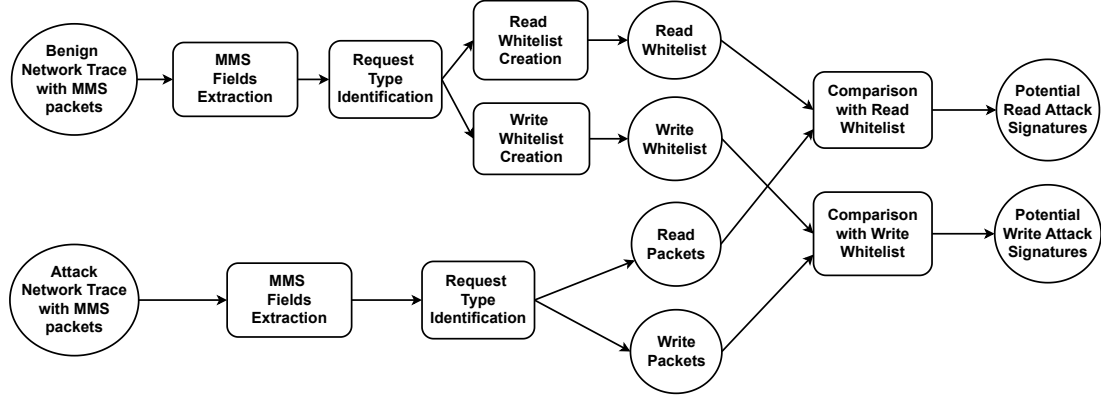 Benign
Network Trace
with MMS
packets
MMS
Fields
Extraction
Request
Type
Identification
Read
Whitelist
Creation
Read
Whitelist
Write
Whitelist
Creation
Write
Whitelist
Comparison
with Read
Whitelist
Potential
Read Attack
Signatures
Attack
Network Trace
with MMS
packets
MMS
Fields
Extraction
Request
Type
Identification
Read
Packets
Write
Packets
Comparison
with Write
Whitelist
Potential
Write Attack
Signatures